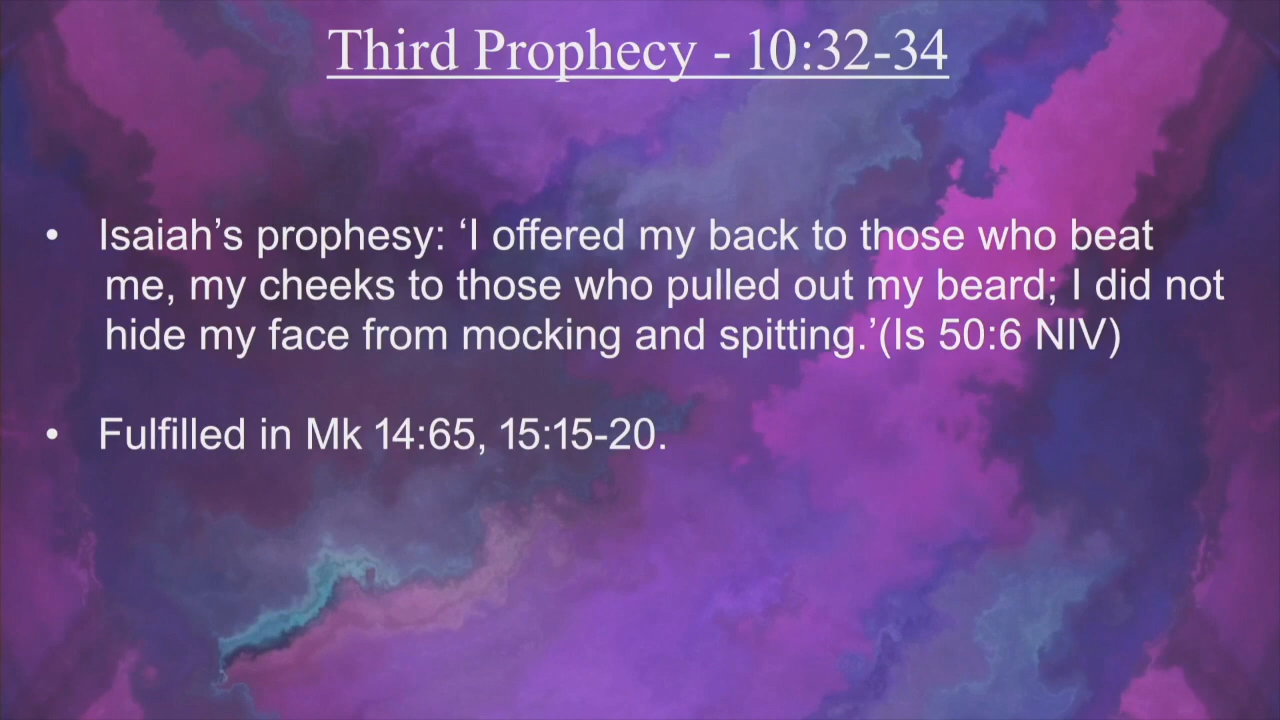 Third Prophecy - 10:32-34
• Isaiah’s prophesy: ‘I offered my back to those who beat
me, my cheeks to those who pulled out my beard; I did not
hide my face from mocking and spitting.’(Is 50:6 NIV)
• Fulfilled in Mk 14:65, 15:15-20.